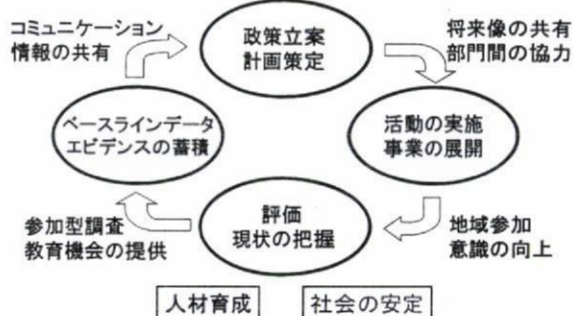 コミュニケーション
情報の共有
政策立案
計画策定
将来像の共有
部門間の協力
ベースラインデータ
エビデンスの蓄積
活動の実施
事業の展開
参加型調査
教育機会の提供
評価
現状の把握
地域参加
意識の向上
人材育成
社会の安定